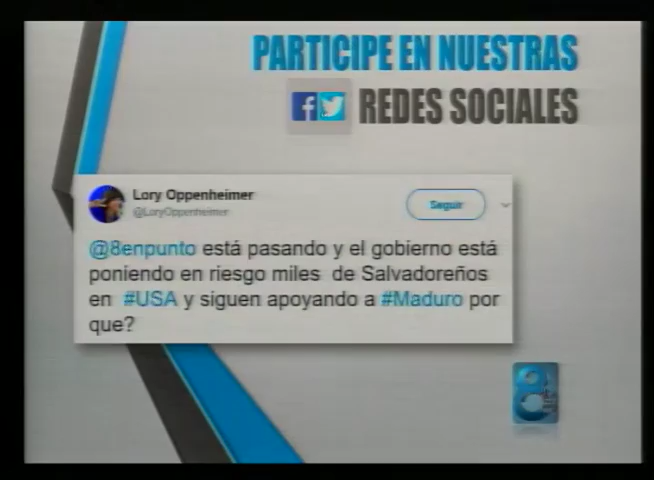 PARTICIPE EN NUESTRAS
REDES SOCIALES
Lory Oppenheimer
@LoryOppenheimer
Seguir
@8enpunto está pasando y el gobierno está
poniendo en riesgo miles de Salvadoreños
en #USA y siguen apoyando a #Maduro por
que?
8